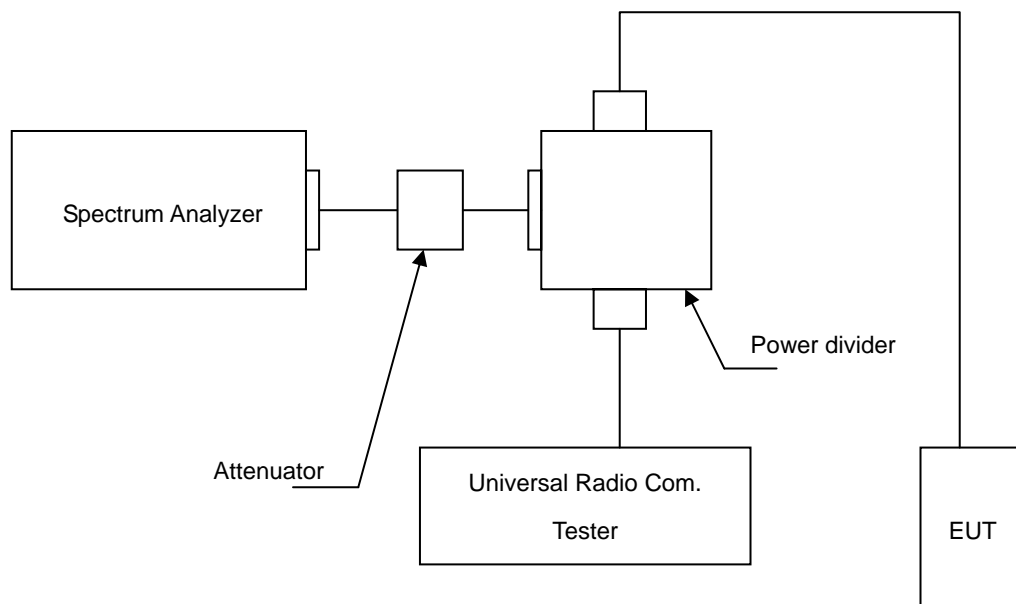 Spectrum Analyzer
Power divider
Attenuator
Universal Radio Com.
Tester
EUT